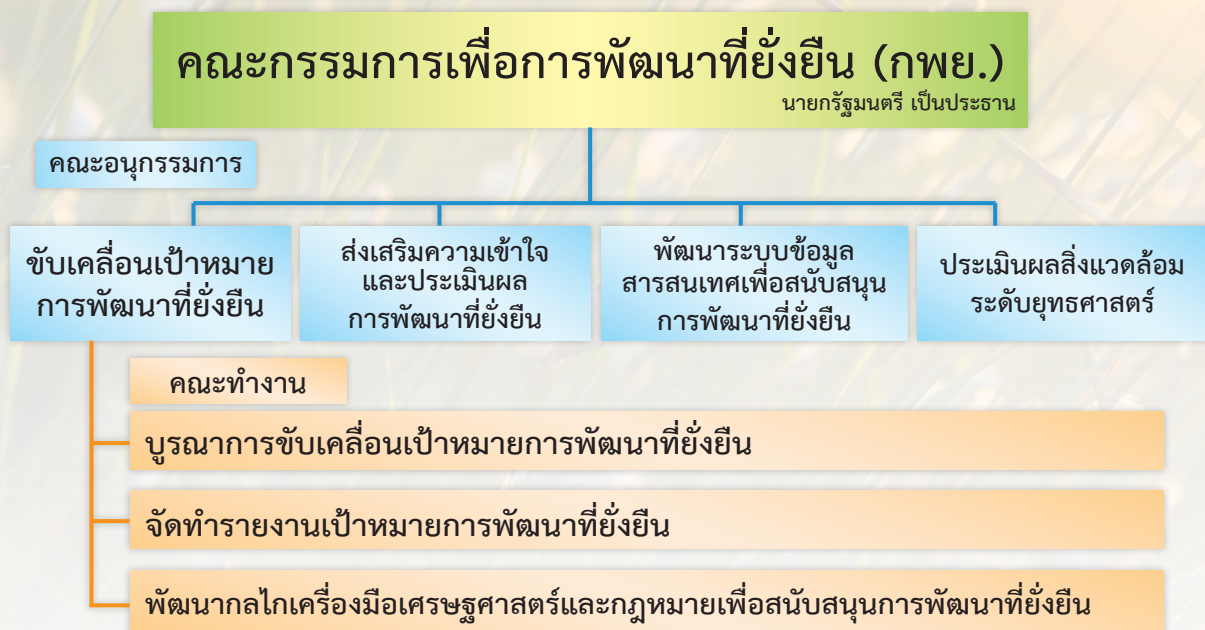 คณะกรรมการเพื่อการพัฒนาที่ยั่งยืน (กพย.)
นายกรัฐมนตรี เป็นประธาน
คณะอนุกรรมการ
ขับเคลื่อนเป้าหมาย
การพัฒนาที่ยั่งยืน
ส่งเสริมความเข้าใจ
และประเมินผล
การพัฒนาที่ยั่งยืน
พัฒนาระบบข้อมูล
สารสนเทศเพื่อสนับสนุน
การพัฒนาที่ยั่งยืน
ประเมินผลสิ่งแวดล้อม
ระดับยุทธศาสตร์
คณะทำงาน
บูรณาการขับเคลื่อนเป้าหมายการพัฒนาที่ยั่งยืน
จัดทำรายงานเป้าหมายการพัฒนาที่ยั่งยืน
พัฒนากลไกเครื่องมือเศรษฐศาสตร์และกฎหมายเพื่อสนับสนุนการพัฒนาที่ยั่งยืน